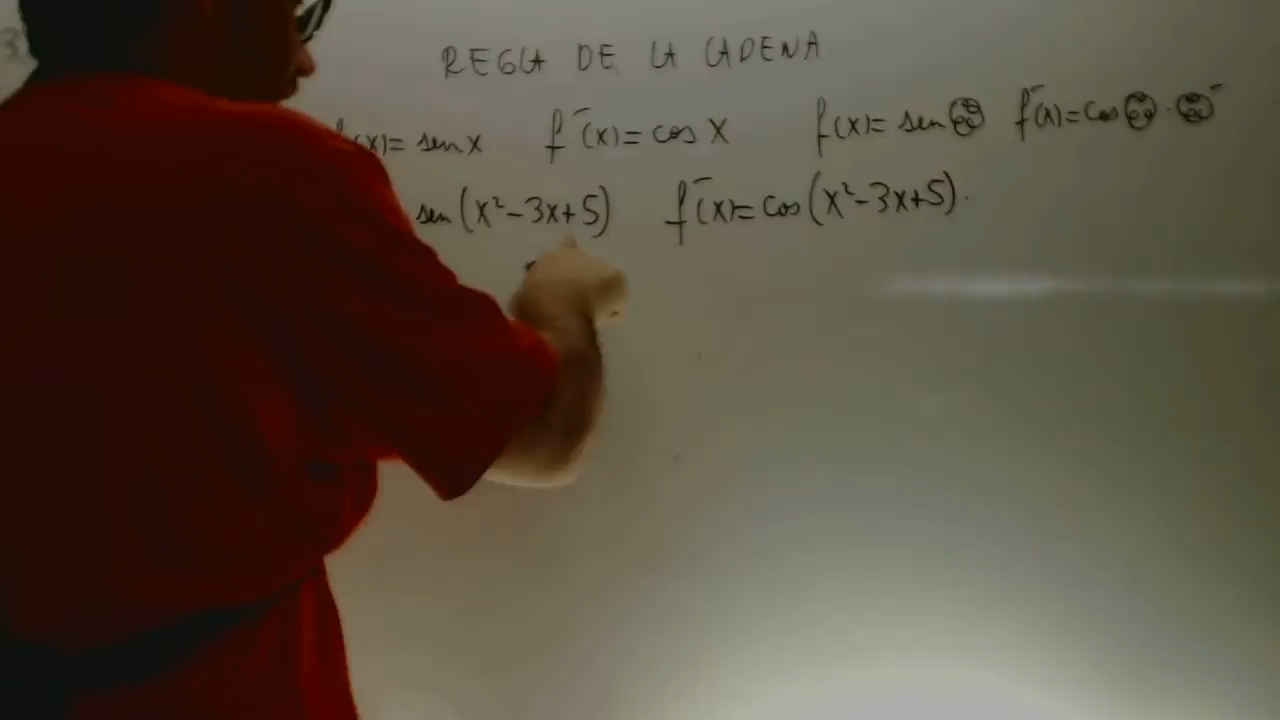 REGLA DE LA CADENA
f(x)= sen x f'(x)= cos x f(x)= sen☹ f'(x)= cos☹·☹'
sen(x²-3x+5) f'(x)= cos(x²-3x+5)·